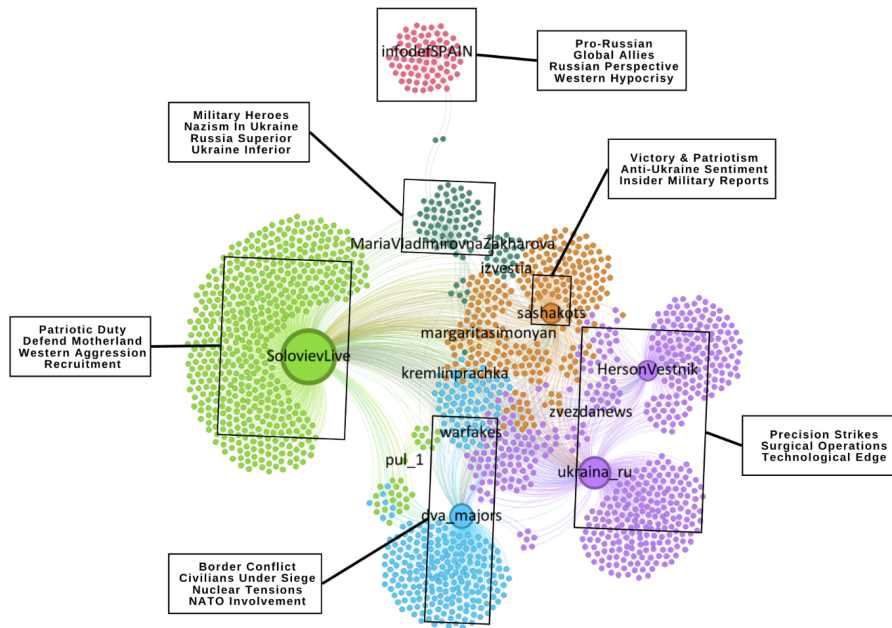 infodefSPAIN
Pro-Russian
Global Allies
Russian Perspective
Western Hypocrisy
Military Heroes
Nazism In Ukraine
Russia Superior
Ukraine Inferior
Victory & Patriotism
Anti-Ukraine Sentiment
Insider Military Reports
MariaVladimirovnaZakharova
izvestia
sashakots
margaritasimonyan
Patriotic Duty
Defend Motherland
Western Aggression
Recruitment
SolovievLive
kremlinprachka
HersonVestnik
zvezdanews
warfakes
Precision Strikes
Surgical Operations
Technological Edge
pul_1
ukraina_ru
dva_majors
Border Conflict
Civilians Under Siege
Nuclear Tensions
NATO Involvement